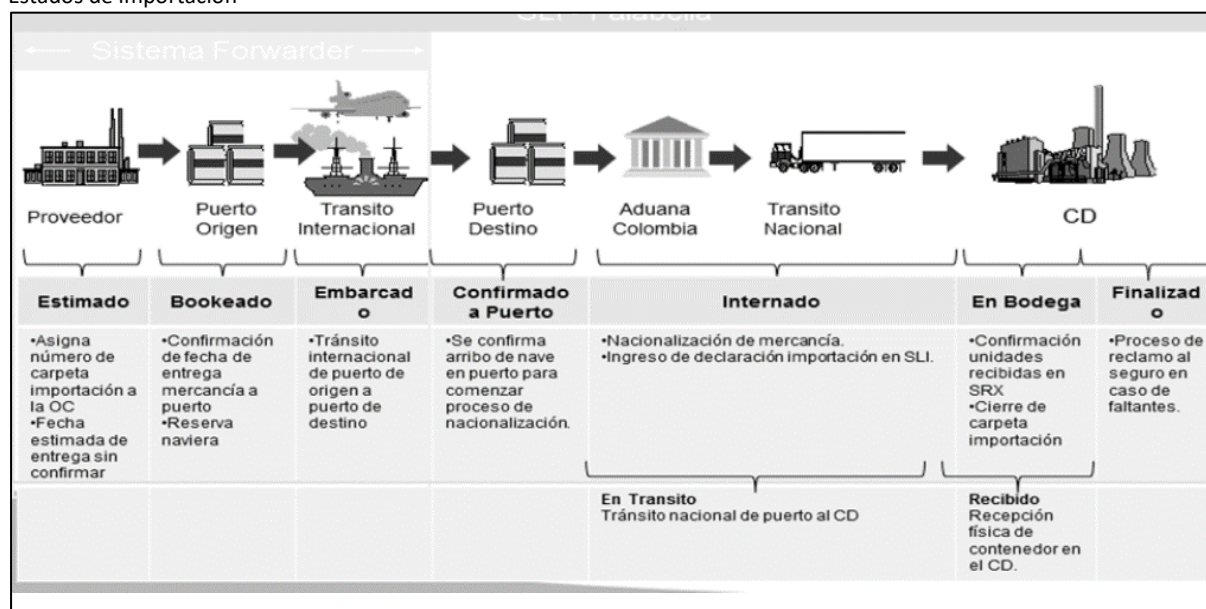 Estados de importación
SLI - Falabella
Sistema Forwarder
Proveedor
Puerto
Origen
Transito
Internacional
Puerto
Destino
Aduana
Colombia
Transito
Nacional
CD
Estimado
•Asigna
número de
carpeta
importación a
la OC
•Fecha
estimada de
entrega sin
confirmar
Bookeado
•Confirmación
de fecha de
entrega
mercancía a
puerto
•Reserva
naviera
Embarcad
o
•Tránsito
internacional
de puerto de
origen a
puerto de
destino
Confirmado
a Puerto
•Se confirma
arribo de nave
en puerto para
comenzar
proceso de
nacionalización.
Internado
•Nacionalización de mercancía.
•Ingreso de declaración importación en SLI.
En Transito
Tránsito nacional de puerto al CD
En Bodega
•Confirmación
unidades
recibidas en
SRX
•Cierre de
carpeta
importación
Recibido
Recepción
física de
contenedor en
el CD.
Finalizad
o
•Proceso de
reclamo al
seguro en
caso de
faltantes.